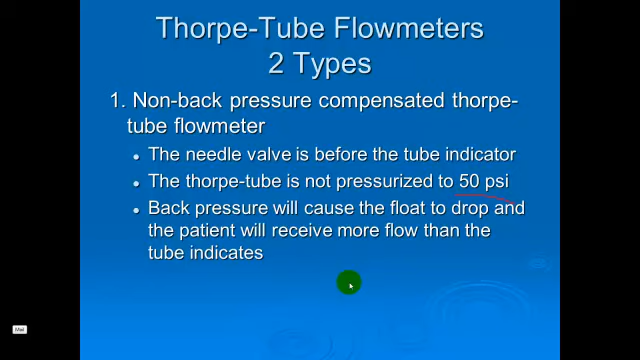 Thorpe-Tube Flowmeters
2 Types
1. Non-back pressure compensated thorpe-
tube flowmeter
• The needle valve is before the tube indicator
• The thorpe-tube is not pressurized to 50 psi
• Back pressure will cause the float to drop and
the patient will receive more flow than the
tube indicates
Mail